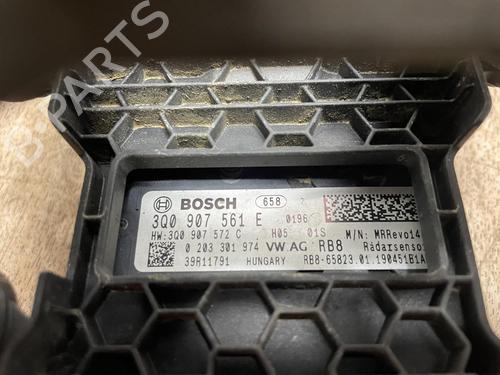 B-PARTS
BOSCH 658
3Q0 907 561 E 0196
HW:3Q0 907 572 C H05 01S M/N: MRRevo14
0 203 301 974 VW AG RB8 Radarsensor
39R11791 HUNGARY RB8-65823.01.190451B1A